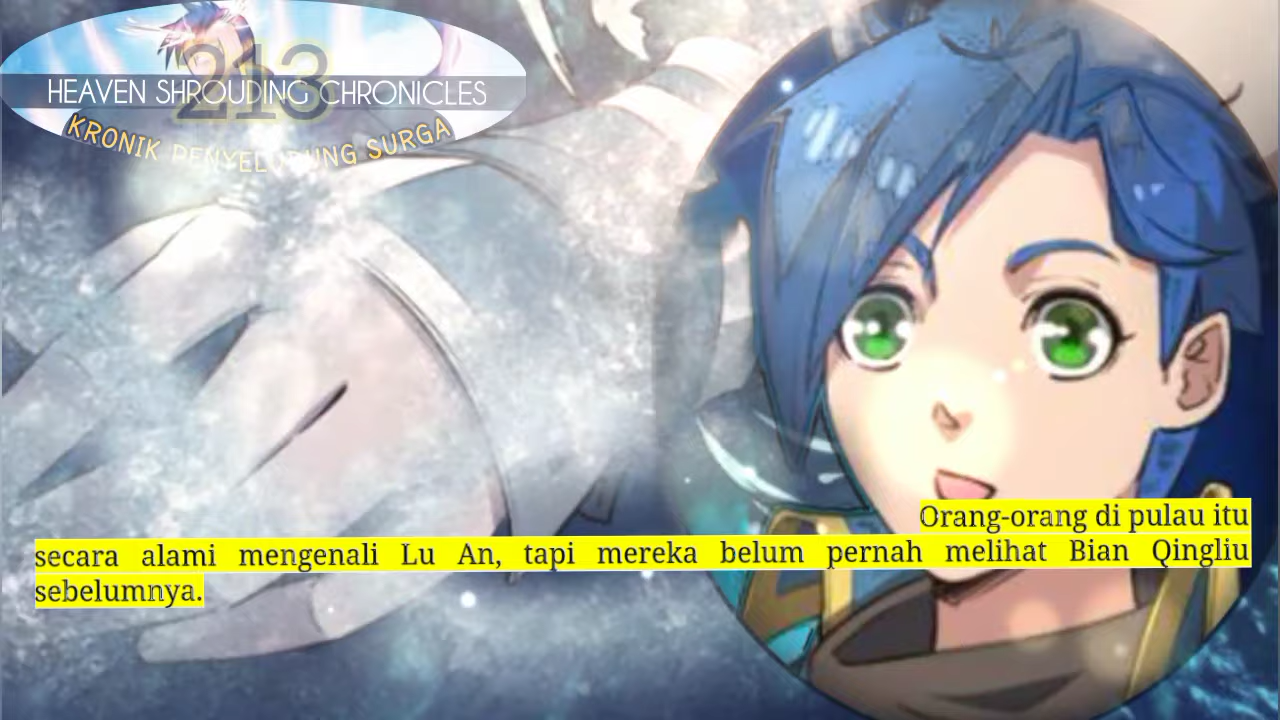 213
HEAVEN SHROUDING CHRONICLES
KRONIK PENYELUBUNG SURGA
Orang-orang di pulau itu
secara alami mengenali Lu An, tapi mereka belum pernah melihat Bian Qingliu
sebelumnya.